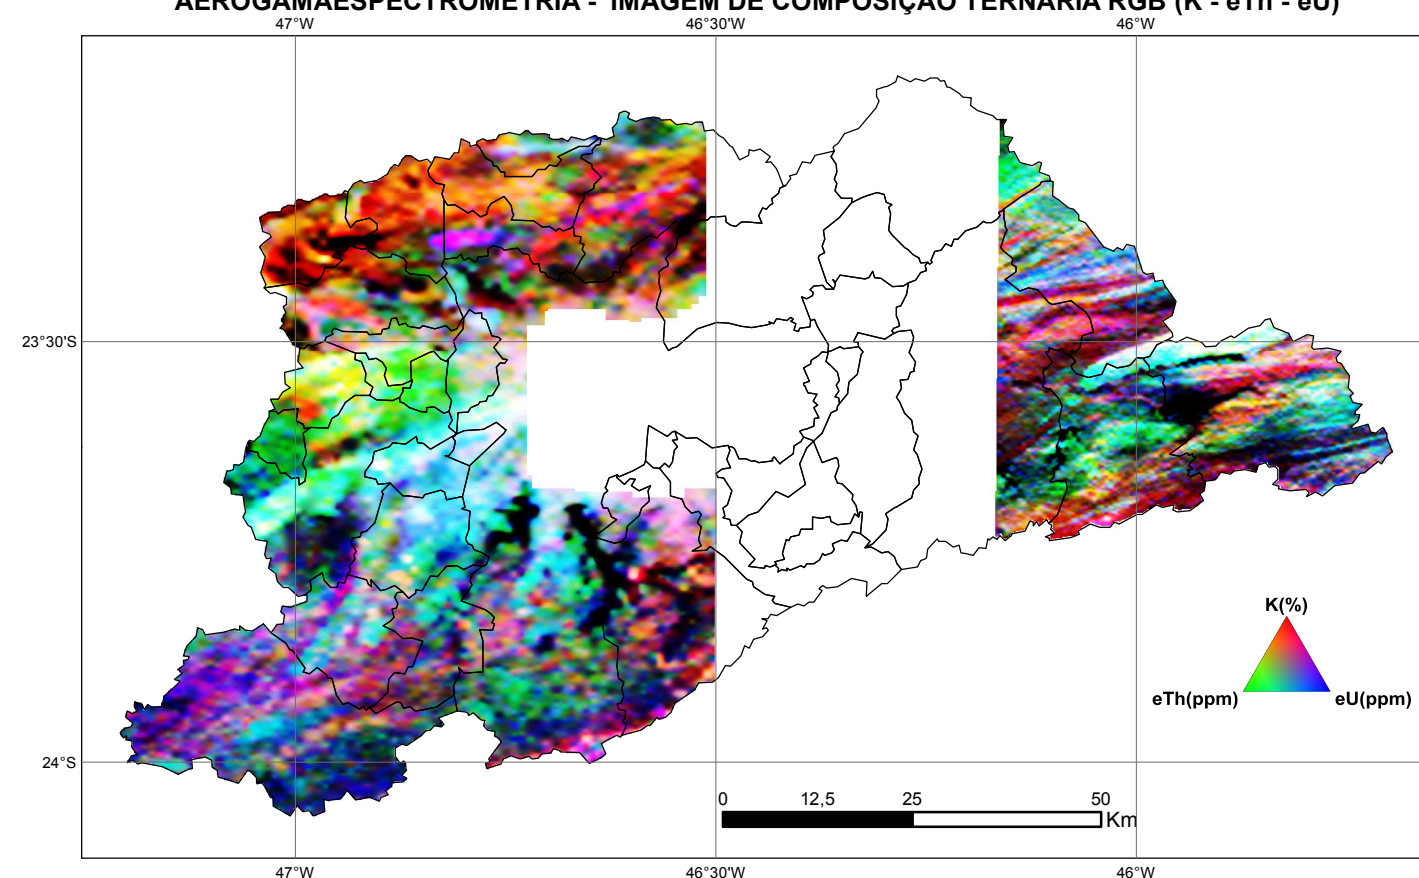 AEROGAMAESPECTROMETRIA - IMAGEM DE COMPOSIÇÃO TERNÁRIA RGB (K - eTh - eU)
47°W 46°30'W 46°W
23°30'S
24°S
K(%)
eTh(ppm) eU(ppm)
0 12,5 25 50
Km
47°W 46°30'W 46°W